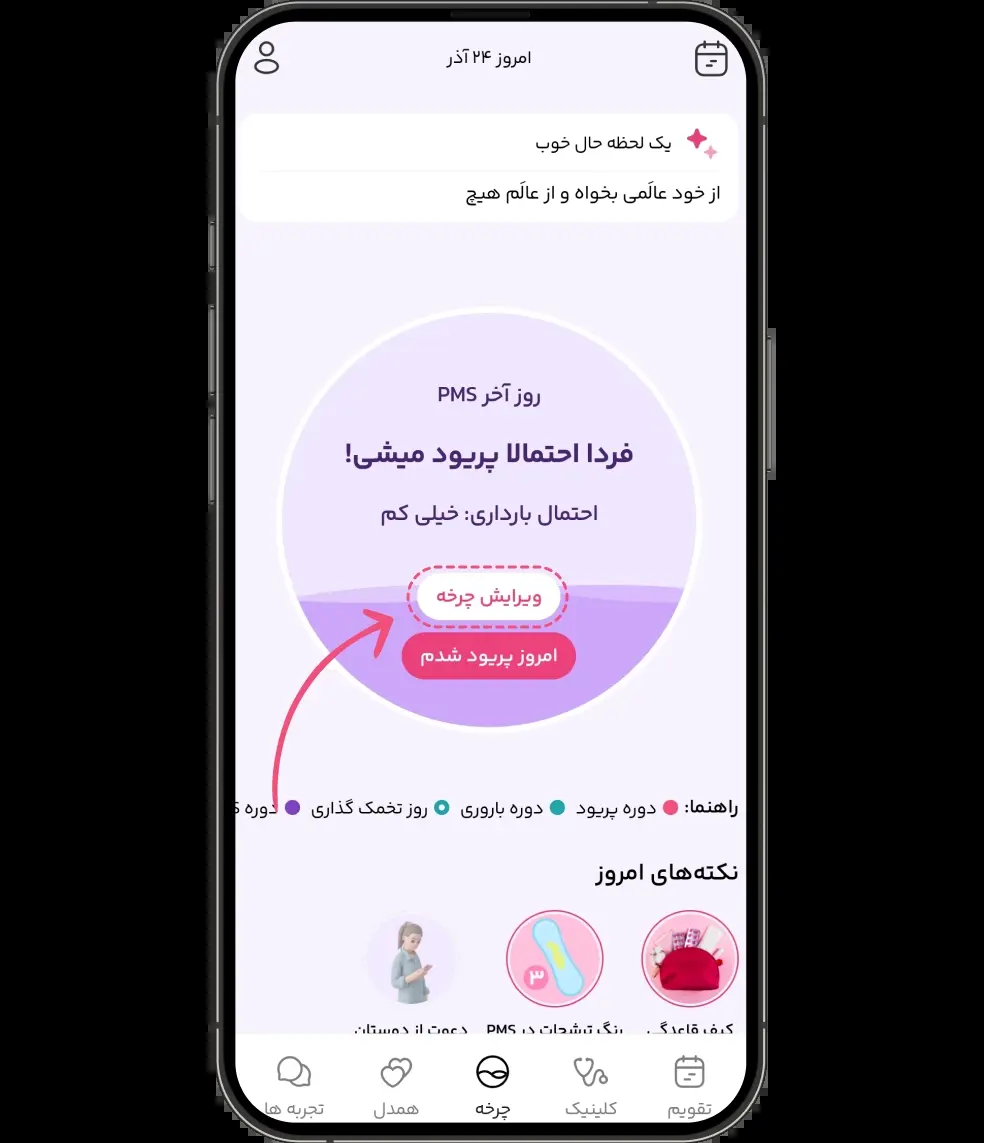 امروز ۲۴ آذر
یک لحظه حال خوب
از خود عالَمی بخواه و از عالَم هیچ
روز آخر PMS
فردا احتمالا پریود میشی!
احتمال بارداری: خیلی کم
ویرایش چرخه
امروز پریود شدم
راهنما: دوره پریود دوره باروری روز تخمک گذاری دوره
نکته‌های امروز
۳
کیف قاعدگی رنگ ترشحات در PMS دعوت از دوستان
تقویم کلینیک چرخه همدل تجربه ها